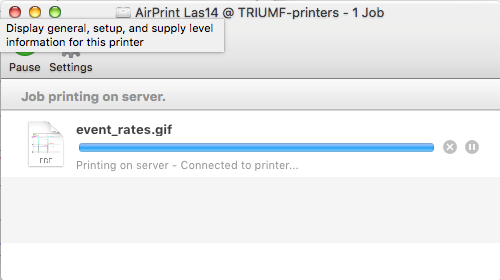 AirPrint Las14 @ TRIUMF-printers - 1 Job
Display general, setup, and supply level
information for this printer
Pause Settings
Job printing on server.
event_rates.gif
PDF
Printing on server - Connected to printer...